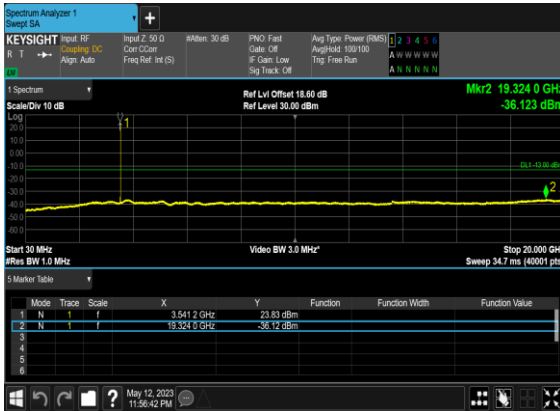 Spectrum Analyzer 1
Swept SA
+
KEYSIGHT
R T
Input: RF
Coupling: DC
Align: Auto
Input Z: 50 Ω
Corr CCorr
Freq Ref: Int (S)
#Atten: 30 dB
PNO: Fast
Gate: Off
IF Gain: Low
Sig Track: Off
Avg Type: Power (RMS)
Avg|Hold: 100/100
Trig: Free Run
1 2 3 4 5 6
A W W W W W
A N N N N N
1 Spectrum
Scale/Div 10 dB
Ref Lvl Offset 18.60 dB
Ref Level 30.00 dBm
Mkr2 19.324 0 GHz
-36.123 dBm
Log
20.0
10.0
0.00
-10.0
-20.0
-30.0
-40.0
-50.0
-60.0
1
DL1 -13.00 dBm
2
Start 30 MHz
#Res BW 1.0 MHz
Video BW 3.0 MHz*
Stop 20.000 GHz
Sweep 34.7 ms (40001 pts)
5 Marker Table
Mode Trace Scale X Y Function Function Width Function Value
1 N 1 f 3.541 2 GHz 23.83 dBm
2 N 1 f 19.324 0 GHz -36.12 dBm
3
4
5
6
?
May 12, 2023
11:56:42 PM